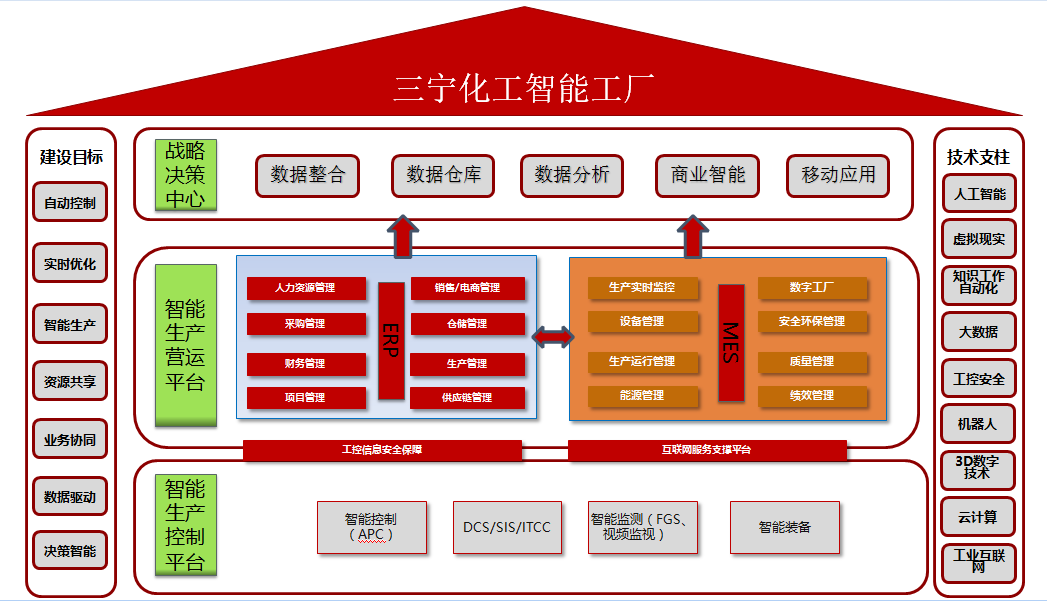 三宁化工智能工厂
建设目标
自动控制
实时优化
智能生产
资源共享
业务协同
数据驱动
决策智能
战略
决策
中心
数据整合
数据仓库
数据分析
商业智能
移动应用
智能
生产
营运
平台
人力资源管理
采购管理
财务管理
项目管理
ERP
销售/电商管理
仓储管理
生产管理
供应链管理
生产实时监控
设备管理
生产运行管理
能源管理
MES
数字工厂
安全环保管理
质量管理
绩效管理
工控信息安全保障
互联网服务支撑平台
智能
生产
控制
平台
智能控制
（APC）
DCS/SIS/ITCC
智能监测（FGS、
视频监视）
智能装备
技术支柱
人工智能
虚拟现实
知识工作
自动化
大数据
工控安全
机器人
3D数字
技术
云计算
工业互联
网